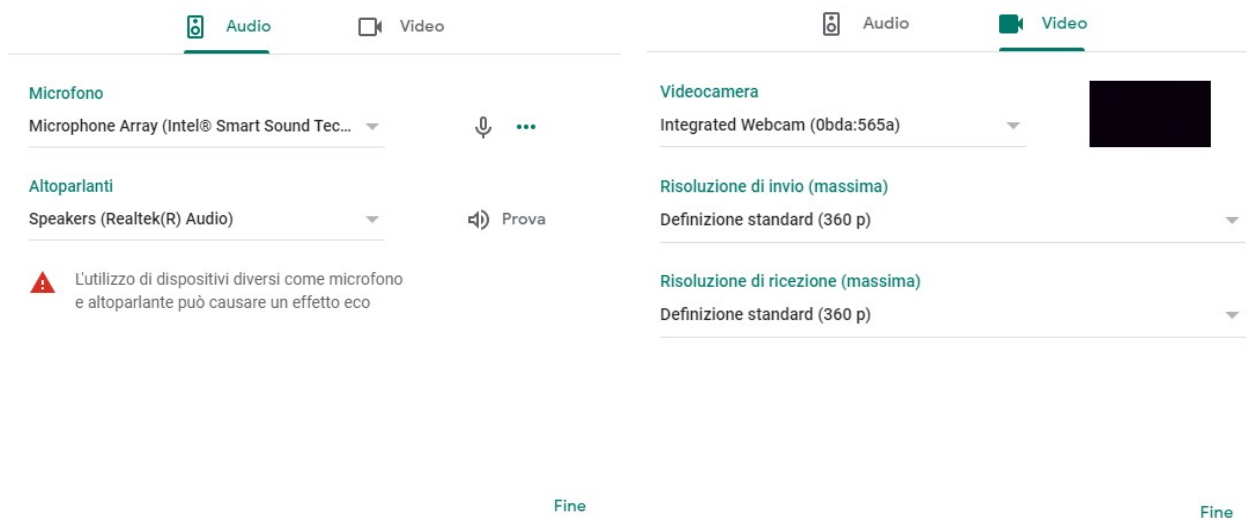 Audio
Video
Microfono
Microphone Array (Intel® Smart Sound Tec...
Altoparlanti
Speakers (Realtek(R) Audio)
Prova
L'utilizzo di dispositivi diversi come microfono
e altoparlante può causare un effetto eco
Fine
Audio
Video
Videocamera
Integrated Webcam (0bda:565a)
Risoluzione di invio (massima)
Definizione standard (360 p)
Risoluzione di ricezione (massima)
Definizione standard (360 p)
Fine